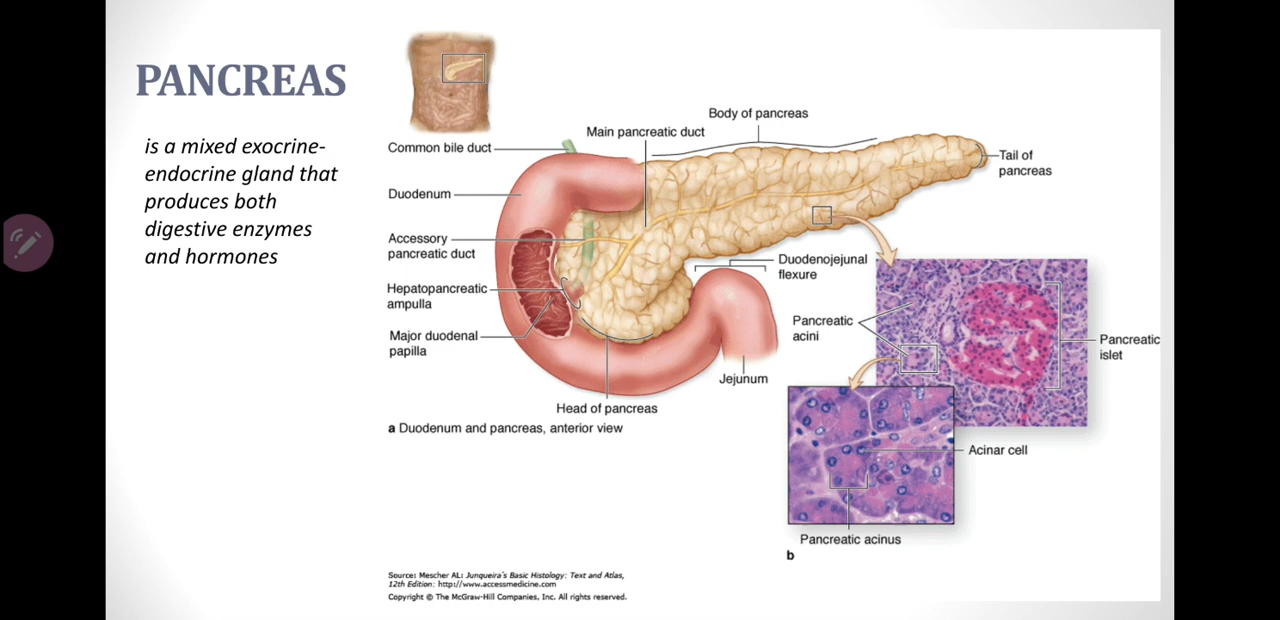 PANCREAS
is a mixed exocrine-
endocrine gland that
produces both
digestive enzymes
and hormones
Common bile duct
Duodenum
Accessory
pancreatic duct
Hepatopancreatic
ampulla
Major duodenal
papilla
Main pancreatic duct
Body of pancreas
Tail of
pancreas
Duodenojejunal
flexure
Pancreatic
acini
Pancreatic
islet
Jejunum
Head of pancreas
a Duodenum and pancreas, anterior view
Acinar cell
Pancreatic acinus
b
Source: Mescher AL: Junqueira's Basic Histology: Text and Atlas,
12th Edition: http://www.accessmedicine.com
Copyright © The McGraw-Hill Companies, Inc. All rights reserved.